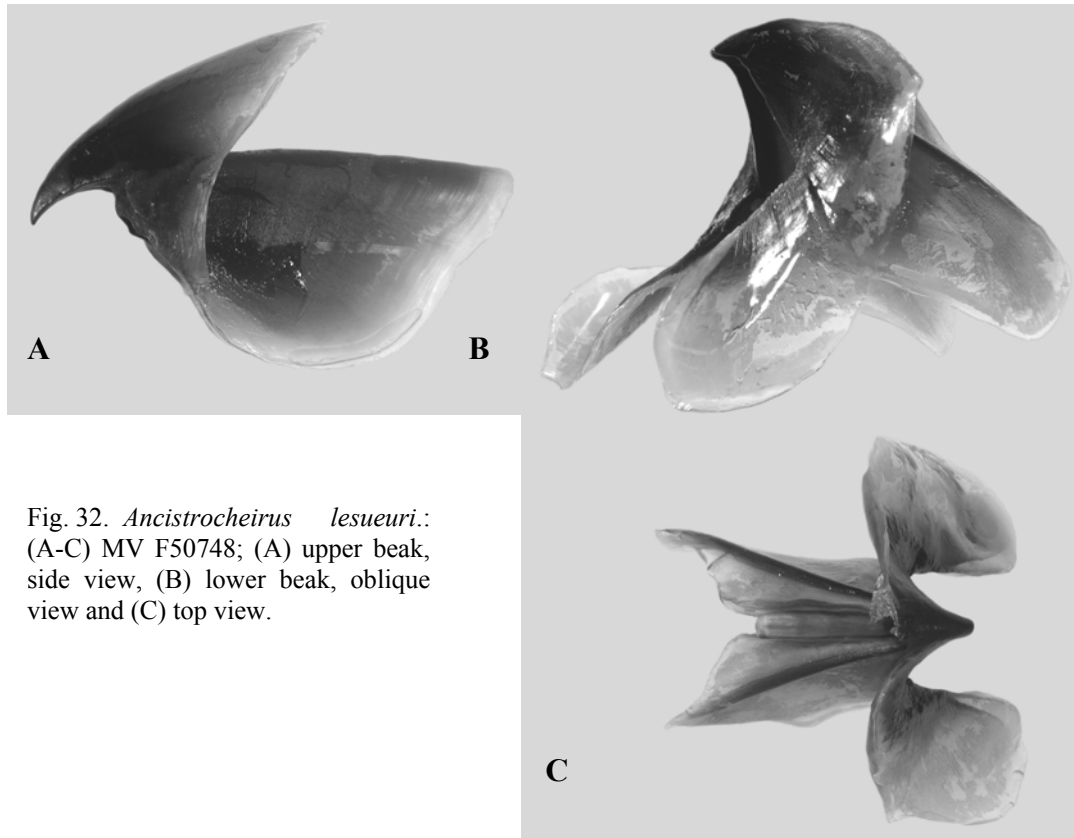 A
B
Fig. 32. Ancistrocheirus lesueuri.:
(A-C) MV F50748; (A) upper beak,
side view, (B) lower beak, oblique
view and (C) top view.
C